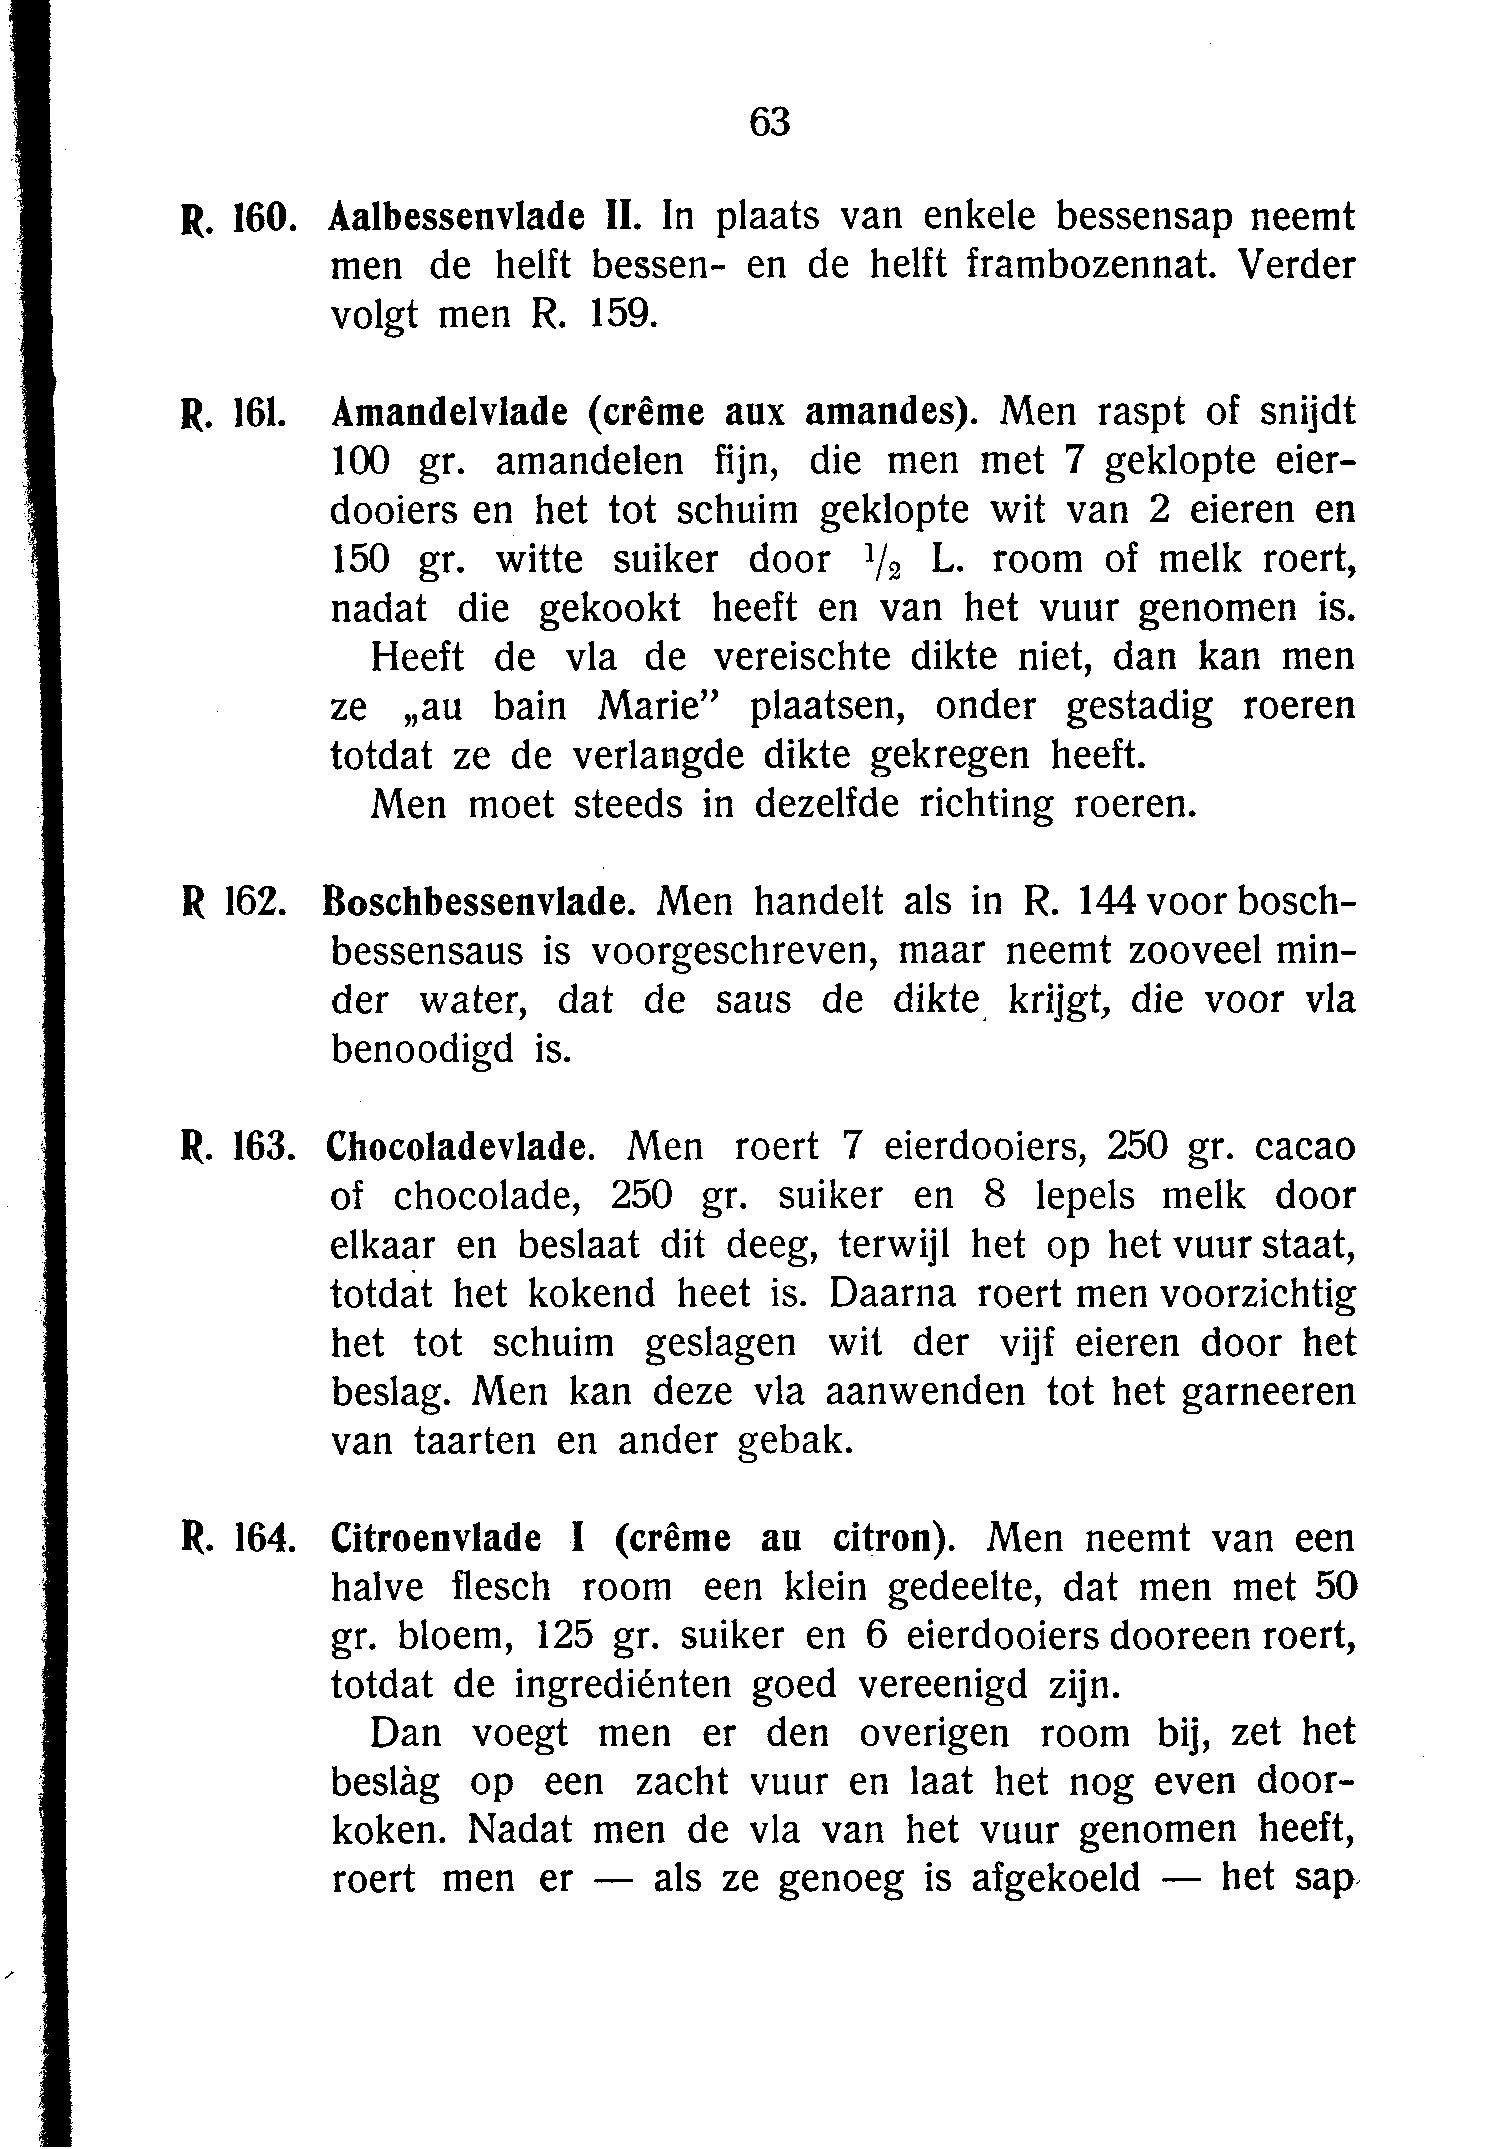 63
R. 160. Aalbessenvlade II. In plaats van enkele bessensap neemt
men de helft bessen- en de helft frambozennat. Verder
volgt men R. 159.
R. 161. Amandelvlade (crême aux amandes). Men raspt of snijdt
100 gr. amandelen fijn, die men met 7 geklopte eier-
dooiers en het tot schuim geklopte wit van 2 eieren en
150 gr. witte suiker door 1/2 L. room of melk roert,
nadat die gekookt heeft en van het vuur genomen is.
Heeft de vla de vereischte dikte niet, dan kan men
ze „au bain Marie” plaatsen, onder gestadig roeren
totdat ze de verlangde dikte gekregen heeft.
Men moet steeds in dezelfde richting roeren.
R 162. Boschbessenvlade. Men handelt als in R. 144 voor bosch-
bessensaus is voorgeschreven, maar neemt zooveel min-
der water, dat de saus de dikte krijgt, die voor vla
benoodigd is.
R. 163. Chocoladevlade. Men roert 7 eierdooiers, 250 gr. cacao
of chocolade, 250 gr. suiker en 8 lepels melk door
elkaar en beslaat dit deeg, terwijl het op het vuur staat,
totdat het kokend heet is. Daarna roert men voorzichtig
het tot schuim geslagen wit der vijf eieren door het
beslag. Men kan deze vla aanwenden tot het garneeren
van taarten en ander gebak.
R. 164. Citroenvlade I (crême au citron). Men neemt van een
halve flesch room een klein gedeelte, dat men met 50
gr. bloem, 125 gr. suiker en 6 eierdooiers dooreen roert,
totdat de ingrediénten goed vereenigd zijn.
Dan voegt men er den overigen room bij, zet het
beslàg op een zacht vuur en laat het nog even door-
koken. Nadat men de vla van het vuur genomen heeft,
roert men er — als ze genoeg is afgekoeld — het sap